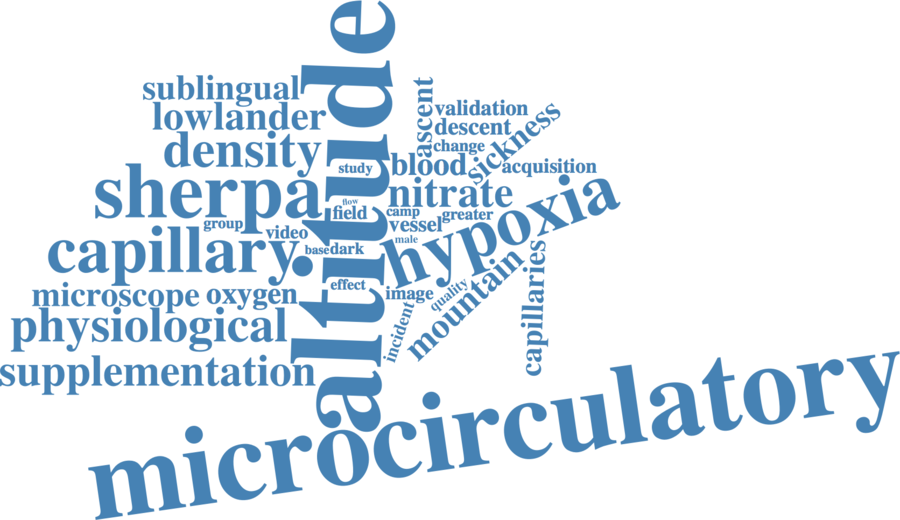 altitude
sublingual
lowlander
density
sherpa
group
video
capillary
microscope
oxygen
physiological
supplementation
ascent
validation
descent
change
sickness
study
blood
acquisition
nitrate
flow
field
camp
vessel
greater
male
base
dark
hypoxia
effect
image
quality
incident
mountain
capillaries
microcirculatory